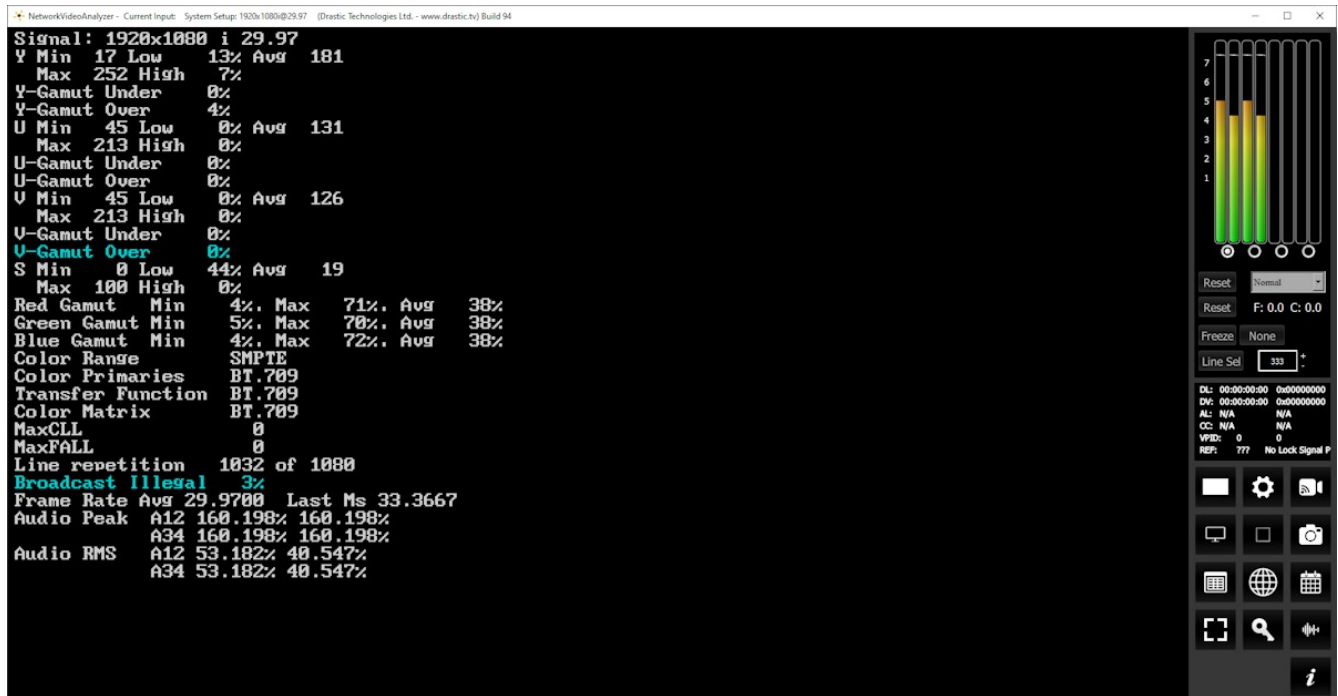 NetworkVideoAnalyzer - Current Input: System Setup: 1920x1080i@29.97 (Drastic Technologies Ltd. - www.drastic.tv) Build 94
Signal: 1920x1080 i 29.97
Y Min 17 Low 13% Avg 181
Max 252 High 7%
Y-Gamut Under 0%
Y-Gamut Over 4%
U Min 45 Low 0% Avg 131
Max 213 High 0%
U-Gamut Under 0%
U-Gamut Over 0%
V Min 45 Low 0% Avg 126
Max 213 High 0%
V-Gamut Under 0%
V-Gamut Over 0%
S Min 0 Low 44% Avg 19
Max 100 High 0%
Red Gamut Min 4%. Max 71%. Avg 38%
Green Gamut Min 5%. Max 70%. Avg 38%
Blue Gamut Min 4%. Max 72%. Avg 38%
Color Range SMPTE
Color Primaries BT.709
Transfer Function BT.709
Color Matrix BT.709
MaxCLL 0
MaxFALL 0
Line repetition 1032 of 1080
Broadcast Illegal 3%
Frame Rate Avg 29.9700 Last Ms 33.3667
Audio Peak A12 160.198% 160.198%
A34 160.198% 160.198%
Audio RMS A12 53.182% 40.547%
A34 53.182% 40.547%
7
6
5
4
3
2
1
Reset Normal
Reset F: 0.0 C: 0.0
Freeze None
Line Sel 333 + -
DL: 00:00:00:00 0x00000000
DV: 00:00:00:00 0x00000000
AL: N/A N/A
CC: N/A N/A
VPID: 0 0
REF: ??? No Lock Signal P
i